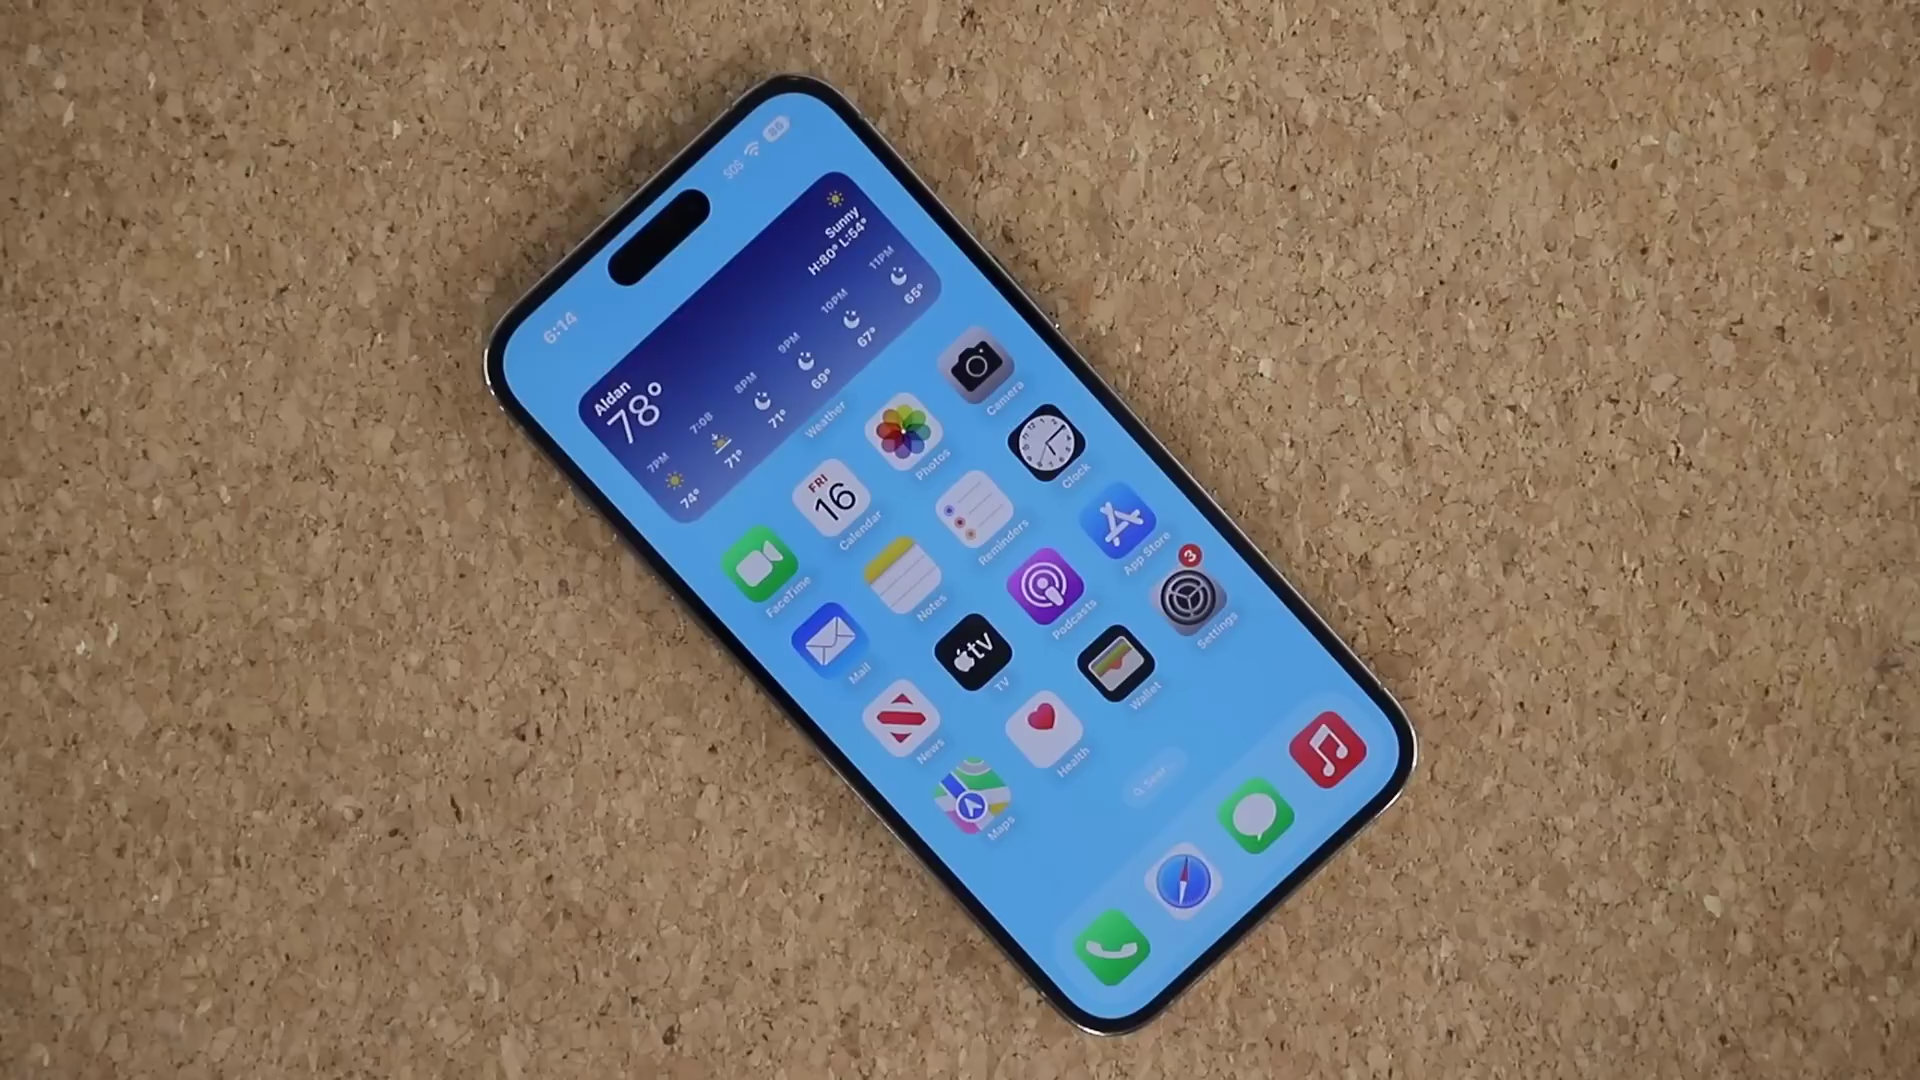 6:14
SOS
86
Aldan
78°
Sunny
H:80° L:54°
7PM 7:08 8PM 9PM 10PM 11PM
74° 71° 71° 69° 67° 65°
Weather
FRI
16
FaceTime Calendar Photos Camera
Mail Notes Reminders Clock
tv
News TV Podcasts App Store
3
Maps Health Wallet Settings